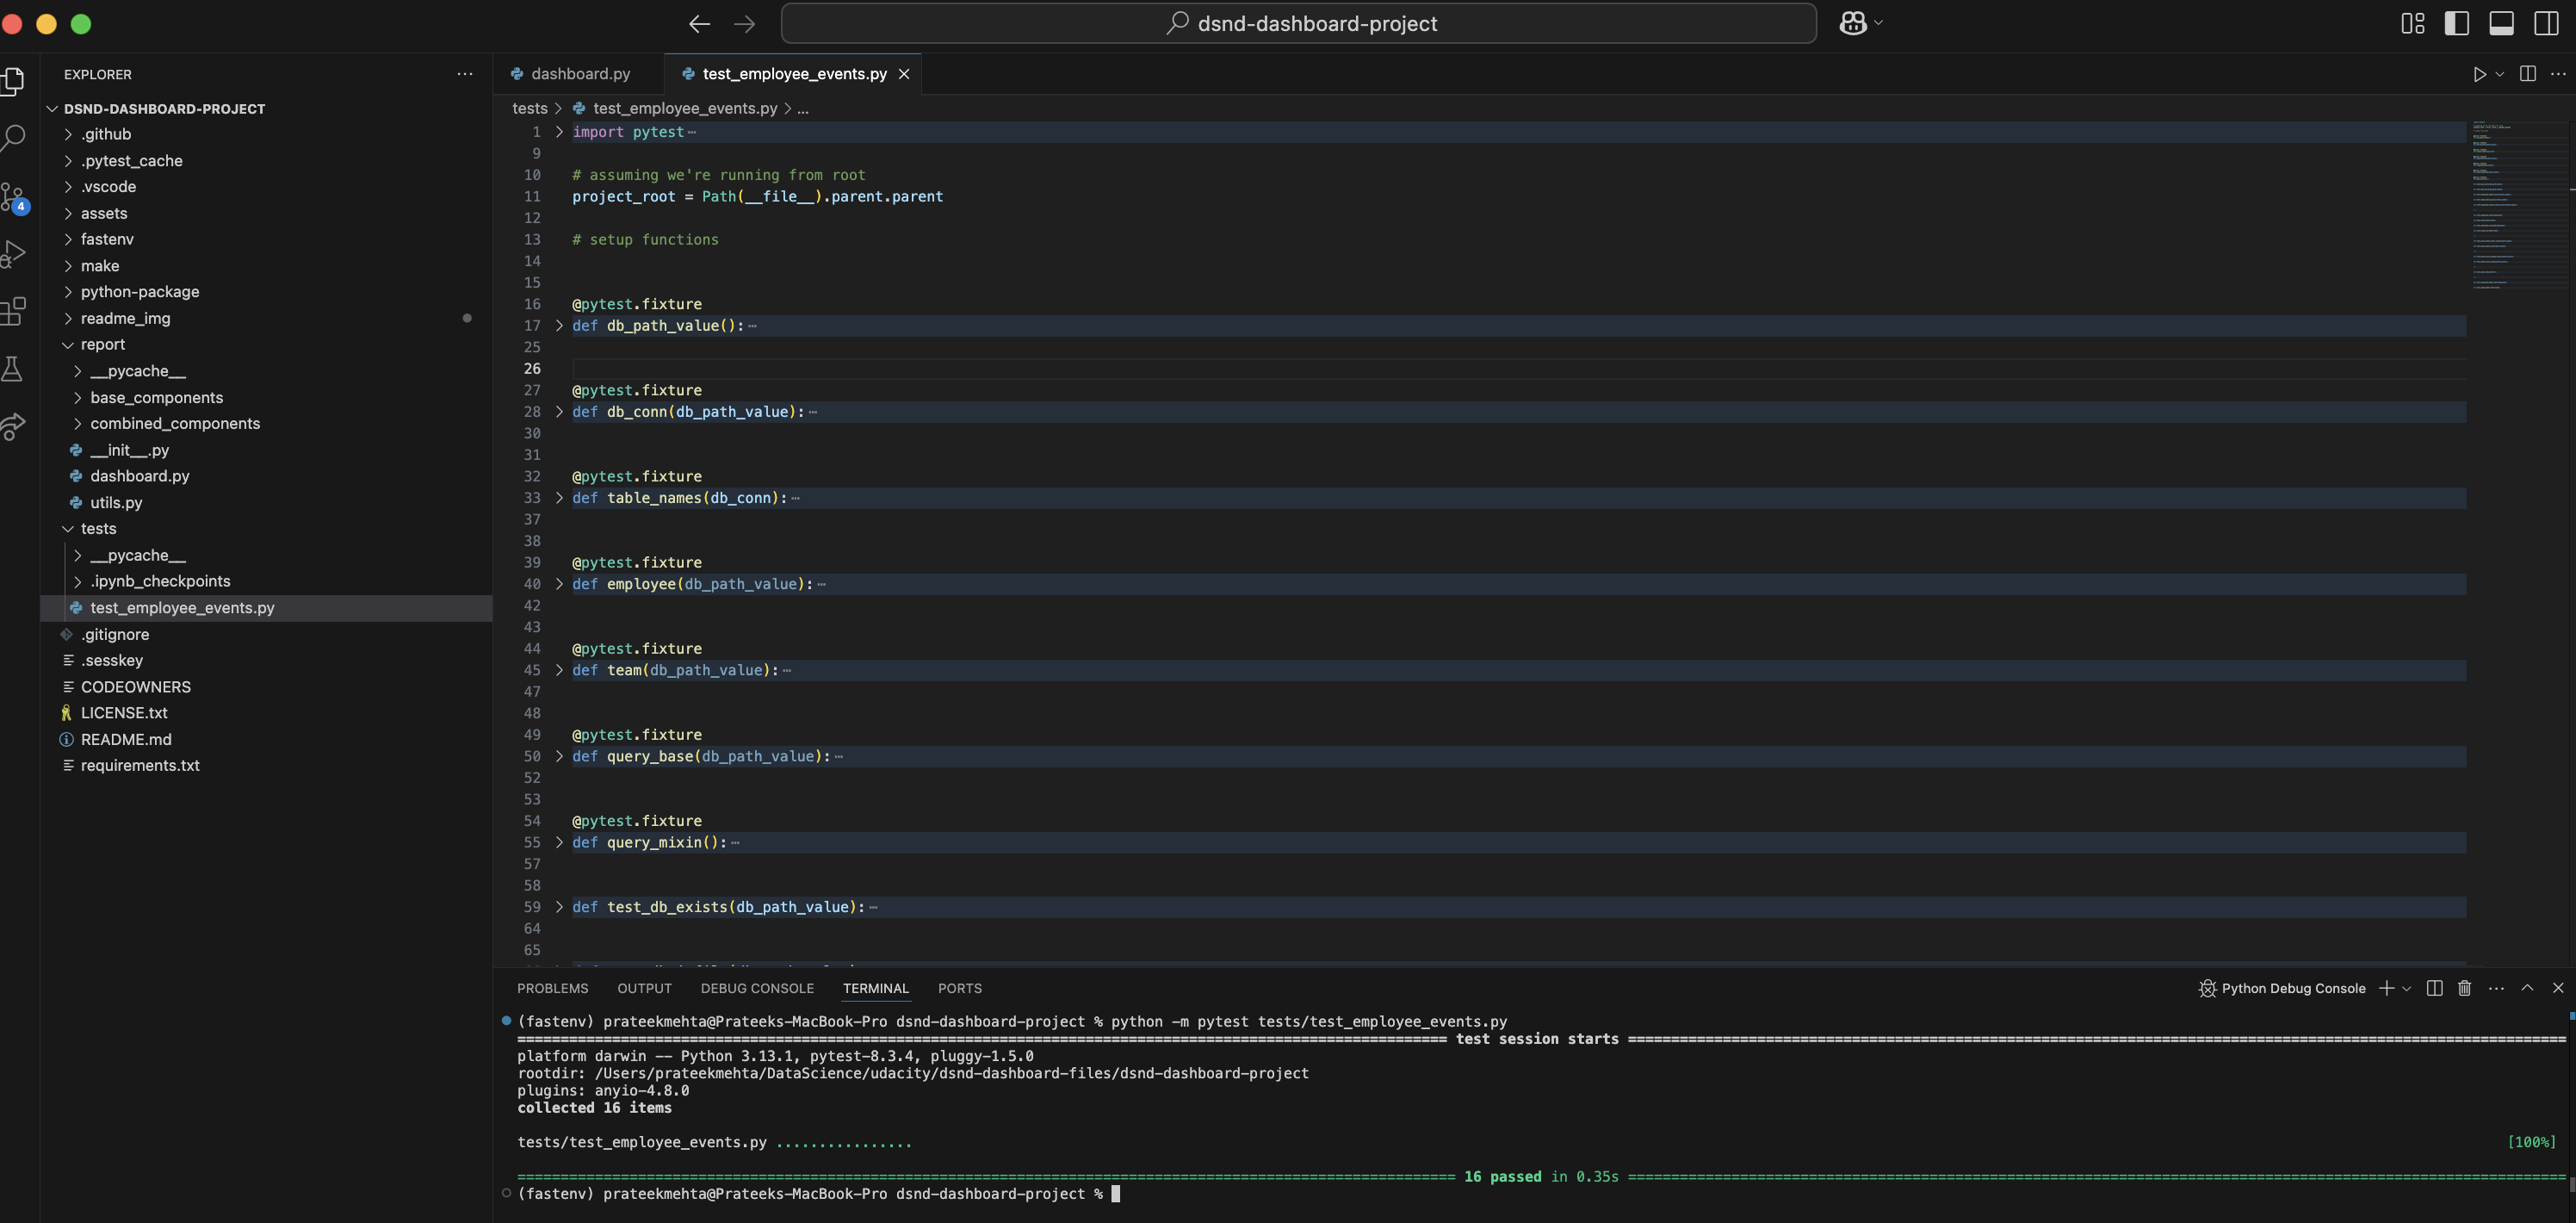 dsnd-dashboard-project
EXPLORER
DSND-DASHBOARD-PROJECT
.github
.pytest_cache
.vscode
assets
fastenv
make
python-package
readme_img
report
__pycache__
base_components
combined_components
__init__.py
dashboard.py
utils.py
tests
__pycache__
.ipynb_checkpoints
test_employee_events.py
.gitignore
.sesskey
CODEOWNERS
LICENSE.txt
README.md
requirements.txt
4
dashboard.py
test_employee_events.py
tests > test_employee_events.py > ...
1 import pytest ···
9
10 # assuming we're running from root
11 project_root = Path(__file__).parent.parent
12
13 # setup functions
14
15
16 @pytest.fixture
17 def db_path_value(): ···
25
26
27 @pytest.fixture
28 def db_conn(db_path_value): ···
30
31
32 @pytest.fixture
33 def table_names(db_conn): ···
37
38
39 @pytest.fixture
40 def employee(db_path_value): ···
42
43
44 @pytest.fixture
45 def team(db_path_value): ···
47
48
49 @pytest.fixture
50 def query_base(db_path_value): ···
52
53
54 @pytest.fixture
55 def query_mixin(): ···
57
58
59 def test_db_exists(db_path_value): ···
64
65
PROBLEMS OUTPUT DEBUG CONSOLE TERMINAL PORTS
Python Debug Console
(fastenv) prateekmehta@Prateeks-MacBook-Pro dsnd-dashboard-project % python -m pytest tests/test_employee_events.py
test session starts
platform darwin -- Python 3.13.1, pytest-8.3.4, pluggy-1.5.0
rootdir: /Users/prateekmehta/DataScience/udacity/dsnd-dashboard-files/dsnd-dashboard-project
plugins: anyio-4.8.0
collected 16 items
tests/test_employee_events.py ................ [100%]
16 passed in 0.35s
(fastenv) prateekmehta@Prateeks-MacBook-Pro dsnd-dashboard-project %